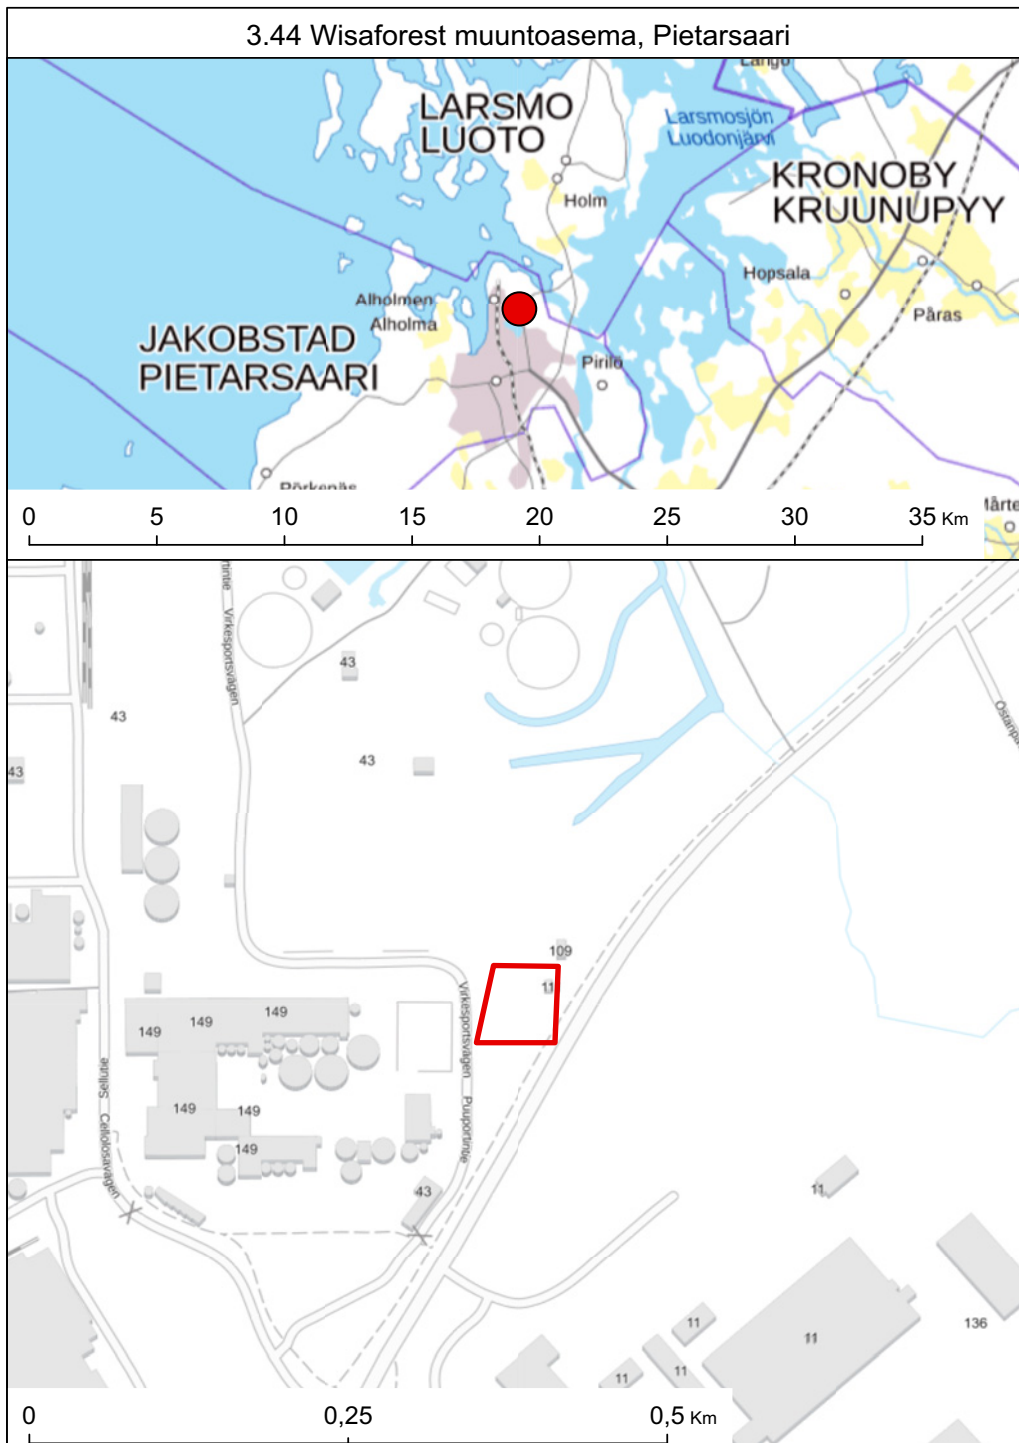 3.44 Wisaforest muuntoasema, Pietarsaari
LARSMO
LUOTO
Larsmosjön
Luodonjärvi
KRONOBY
KRUUNUPYY
Holm
Hopsala
Alholmen
Alholma
Påras
JAKOBSTAD
PIETARSAARI
Pirilö
0 5 10 15 20 25 30 35 Km
Virkesportsvägen
43
43
43
43
109
11
149
149
149
149
149
149
Virkesportsvägen Puuportintie
Cellolosavägen
43
11
11
11
11
11
136
0 0,25 0,5 Km